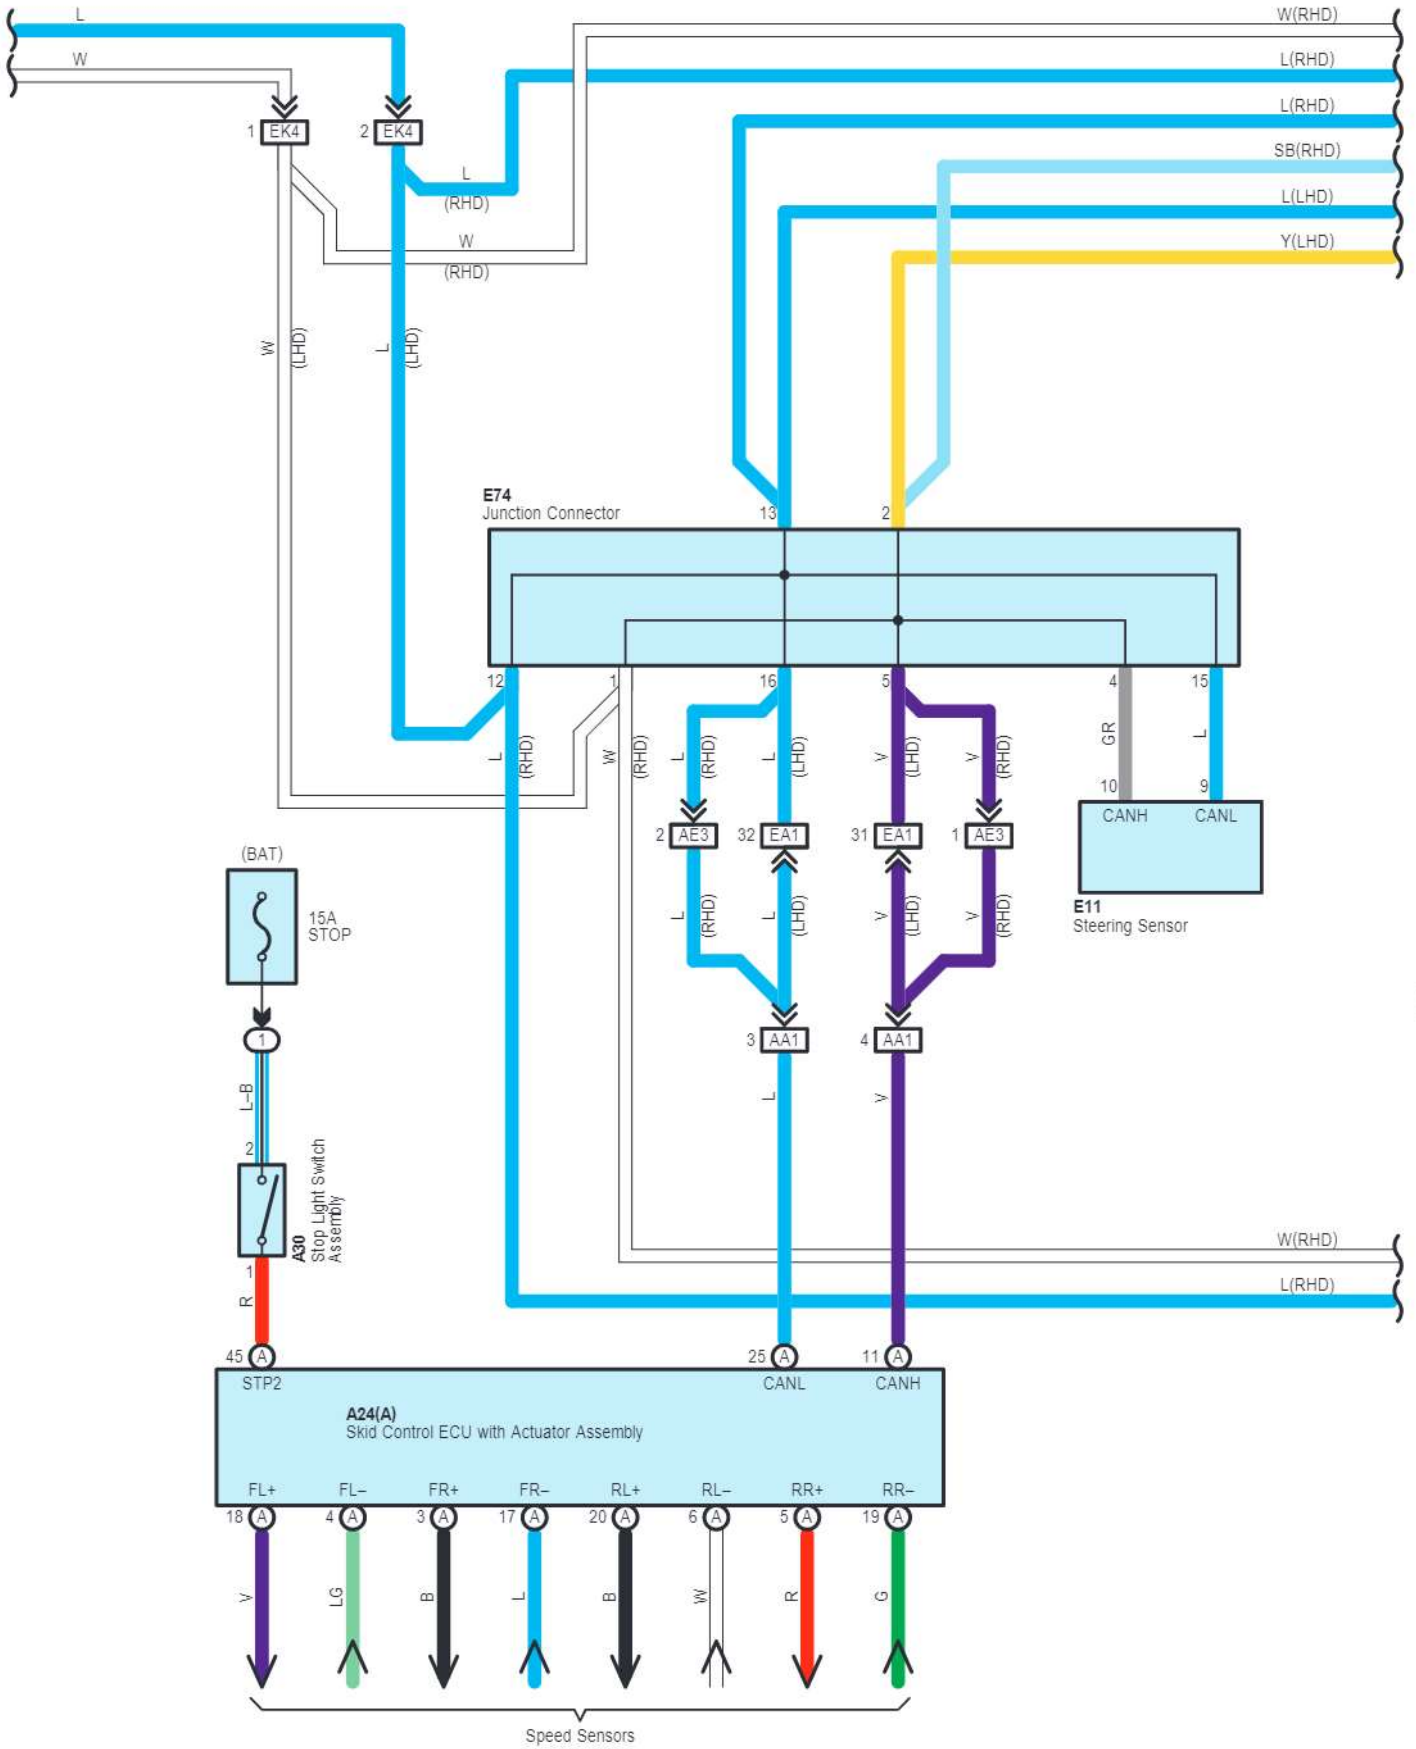 L
W(RHD)
W
L(RHD)
L(RHD)
1 EK4
2 EK4
SB(RHD)
L
(RHD)
L(LHD)
W
(RHD)
Y(LHD)
W
(LHD)
L
(LHD)
E74
Junction Connector
13
2
12
1
16
5
4
15
L
(RHD)
W
(RHD)
L
(RHD)
L
(LHD)
V
(LHD)
V
(RHD)
GR
L
10
9
CANH
CANL
2 AE3
32 EA1
31 EA1
1 AE3
E11
Steering Sensor
(BAT)
15A
STOP
L
(RHD)
L
(LHD)
V
(LHD)
V
(RHD)
1
3 AA1
4 AA1
L–B
L
V
2
A30
Stop Light Switch
Assembly
1
R
W(RHD)
L(RHD)
45 A
25 A
11 A
STP2
CANL
CANH
A24(A)
Skid Control ECU with Actuator Assembly
FL+
FL–
FR+
FR–
RL+
RL–
RR+
RR–
18 A
4 A
3 A
17 A
20 A
6 A
5 A
19 A
V
LG
B
L
B
W
R
G
Speed Sensors